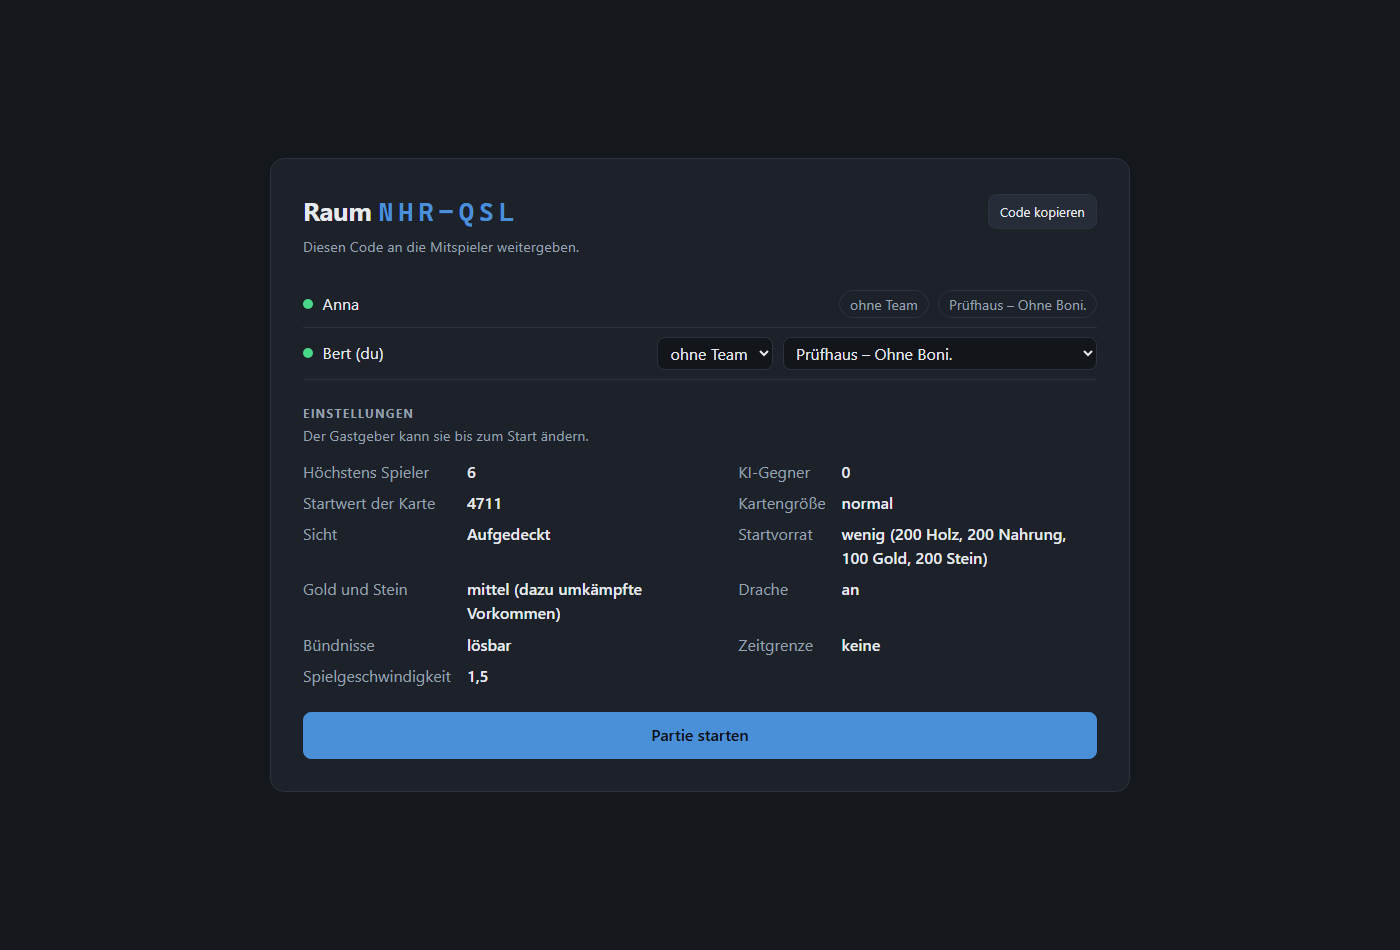 Raum NHR-QSL
Code kopieren
Diesen Code an die Mitspieler weitergeben.
Anna
ohne Team
Prüfhaus – Ohne Boni.
Bert (du)
ohne Team
Prüfhaus – Ohne Boni.
EINSTELLUNGEN
Der Gastgeber kann sie bis zum Start ändern.
Höchstens Spieler 6
KI-Gegner 0
Startwert der Karte 4711
Kartengröße normal
Sicht Aufgedeckt
Startvorrat wenig (200 Holz, 200 Nahrung,
100 Gold, 200 Stein)
Gold und Stein mittel (dazu umkämpfte
Vorkommen)
Drache an
Bündnisse lösbar
Zeitgrenze keine
Spielgeschwindigkeit 1,5
Partie starten